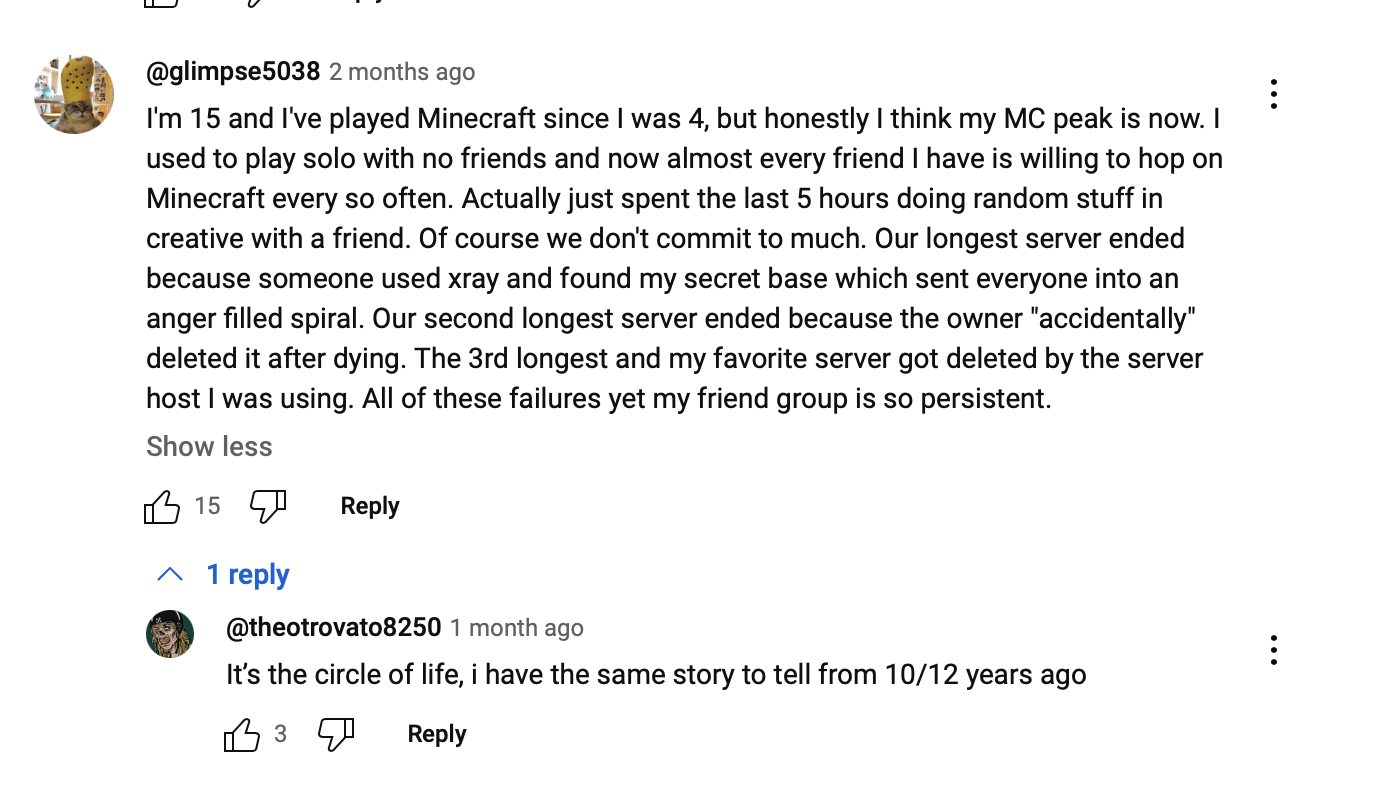 @glimpse5038 2 months ago
I'm 15 and I've played Minecraft since I was 4, but honestly I think my MC peak is now. I
used to play solo with no friends and now almost every friend I have is willing to hop on
Minecraft every so often. Actually just spent the last 5 hours doing random stuff in
creative with a friend. Of course we don't commit to much. Our longest server ended
because someone used xray and found my secret base which sent everyone into an
anger filled spiral. Our second longest server ended because the owner "accidentally"
deleted it after dying. The 3rd longest and my favorite server got deleted by the server
host I was using. All of these failures yet my friend group is so persistent.
Show less
15 Reply
1 reply
@theotrovato8250 1 month ago
It’s the circle of life, i have the same story to tell from 10/12 years ago
3 Reply